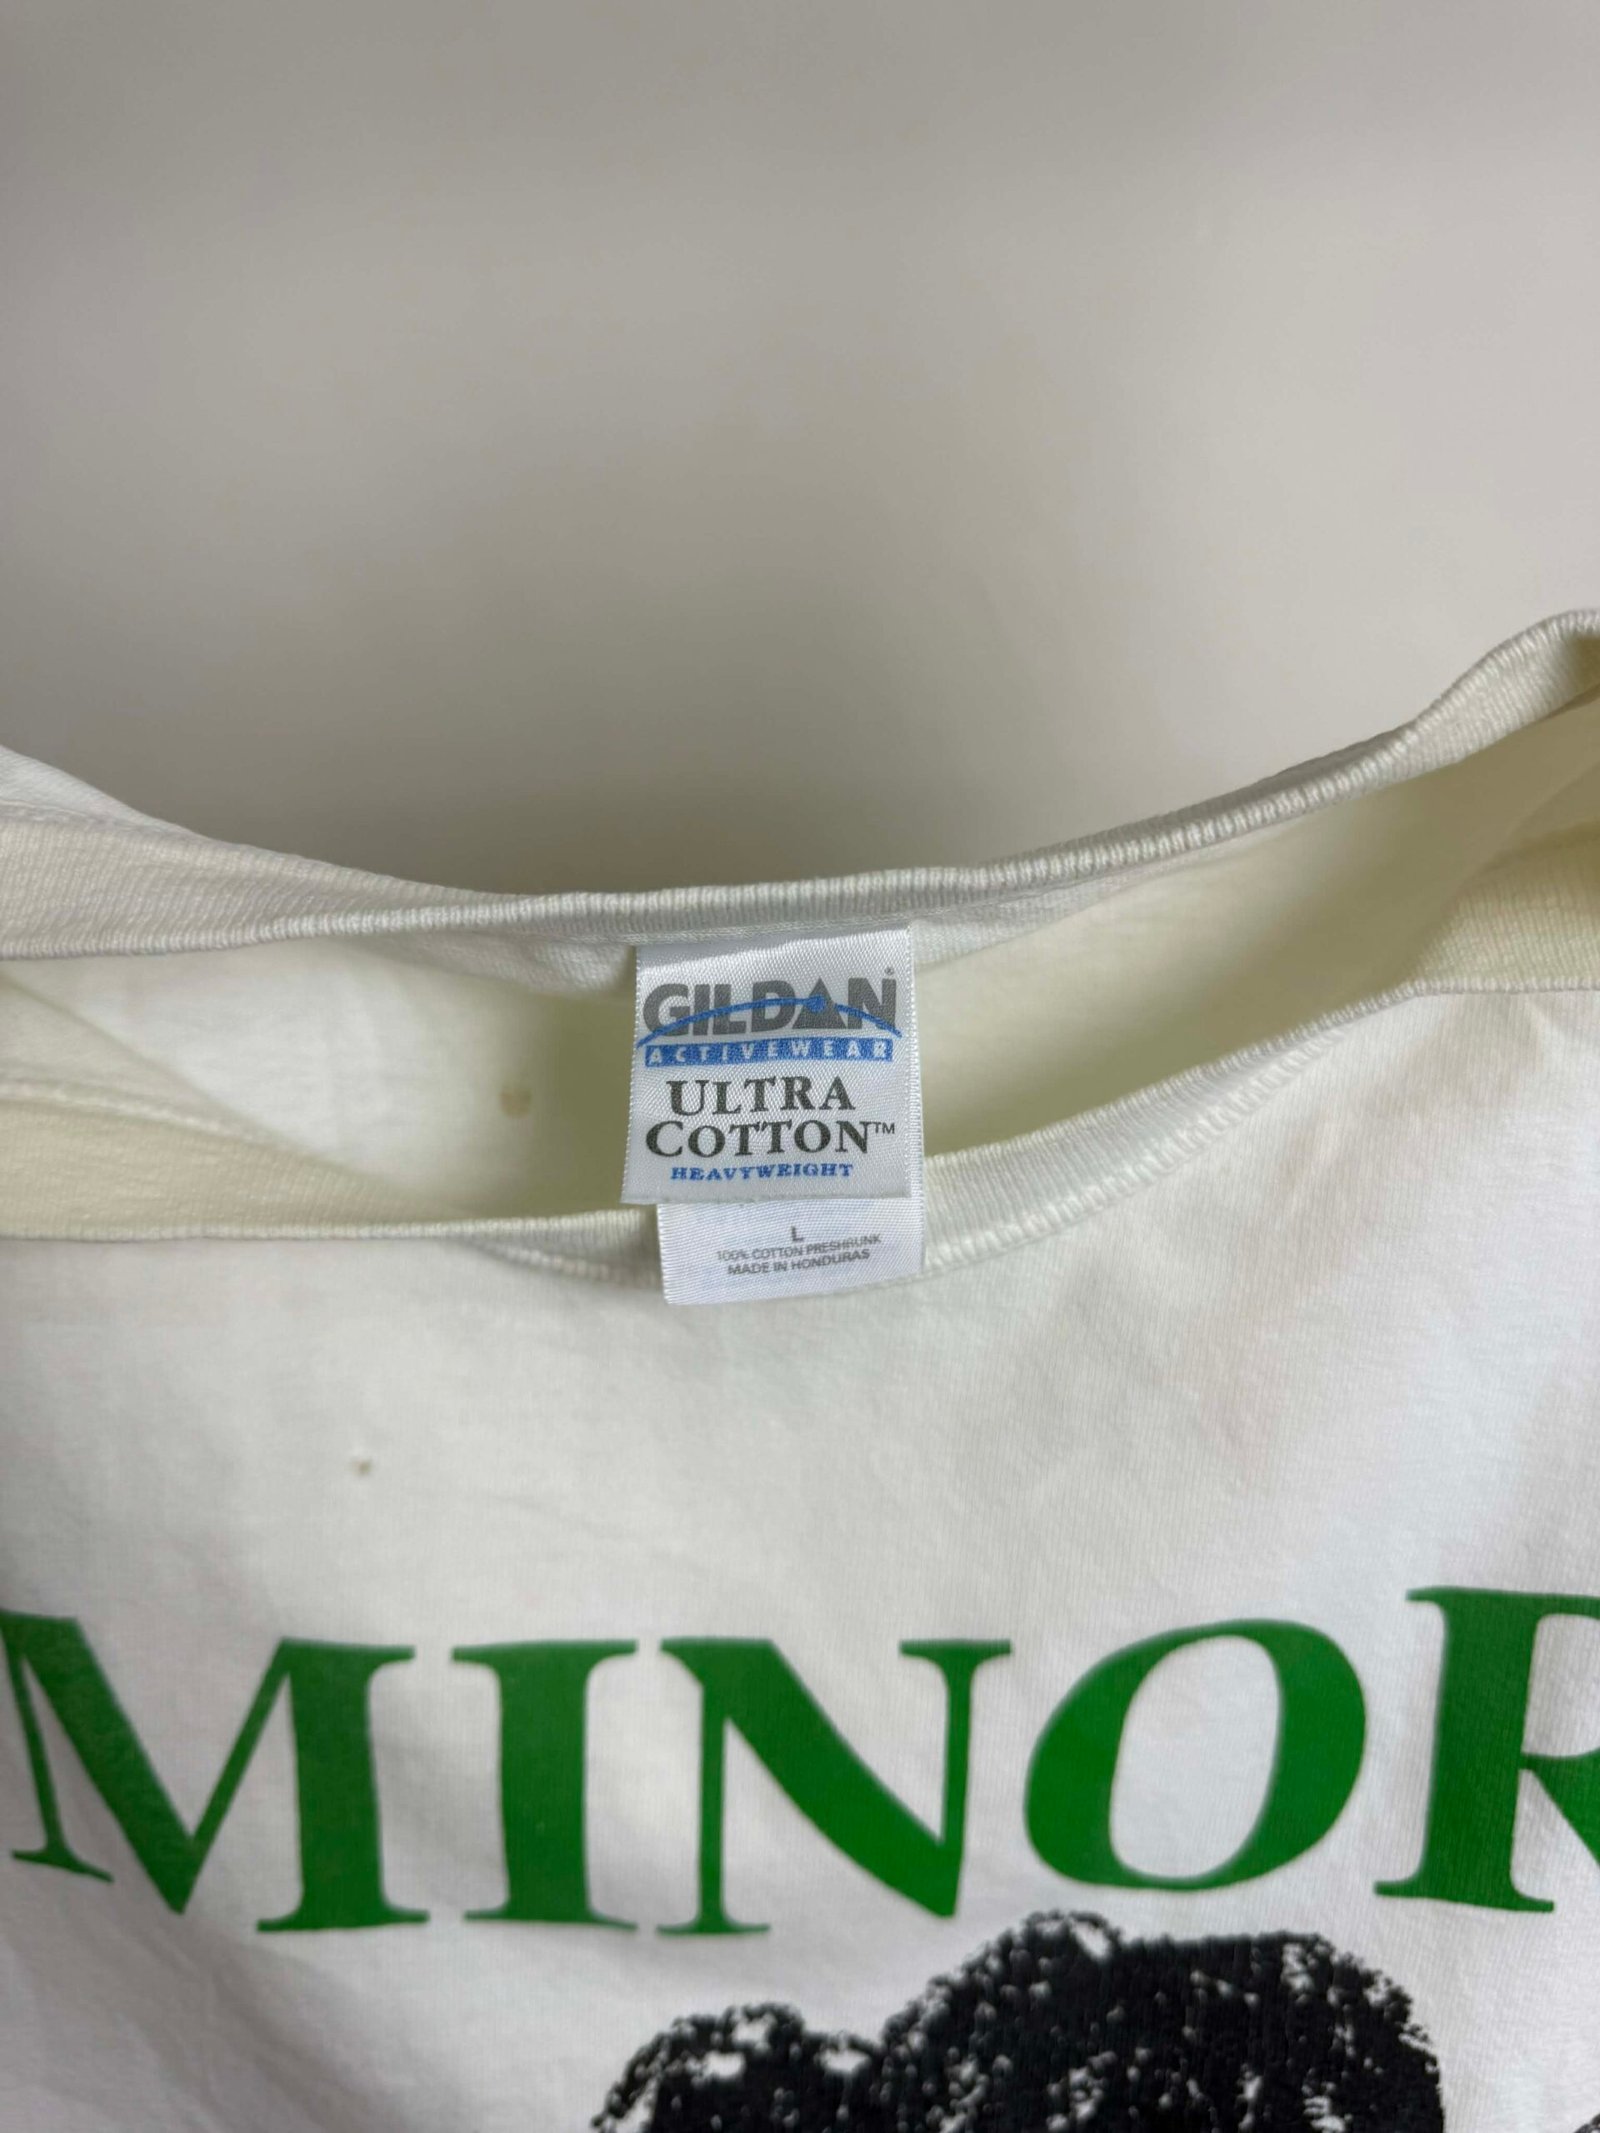 GILDAN®
ACTIVEWEAR
ULTRA
COTTON™
HEAVYWEIGHT
L
100% COTTON PRESHRUNK
MADE IN HONDURAS
MINOR